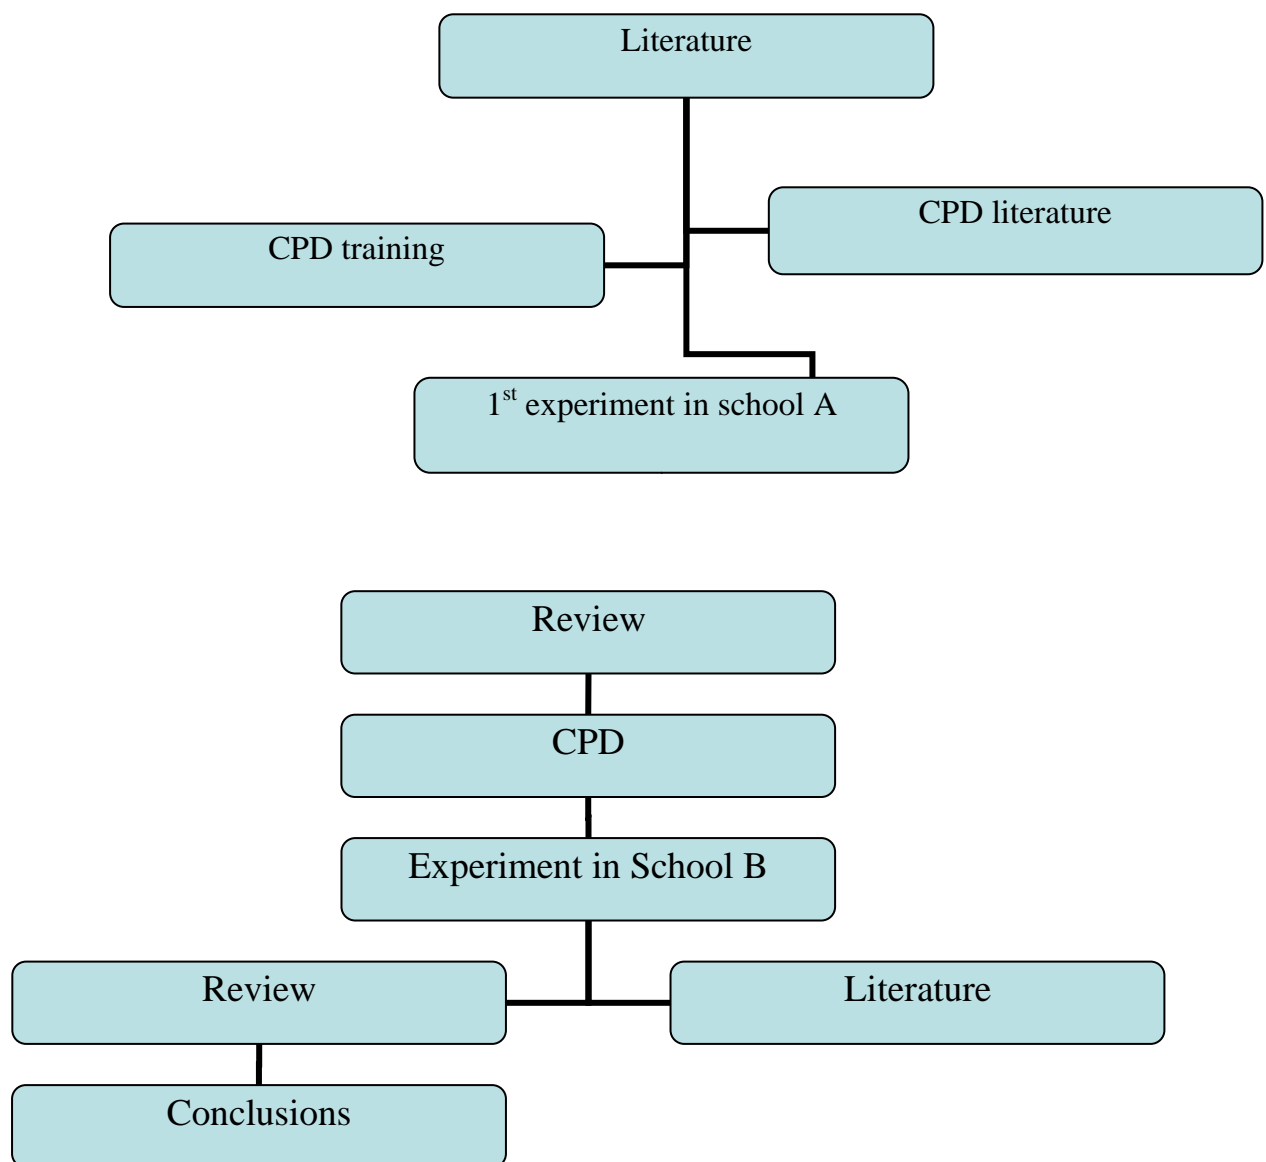 Literature
CPD literature
CPD training
1st experiment in school A
Review
CPD
Experiment in School B
Review
Literature
Conclusions